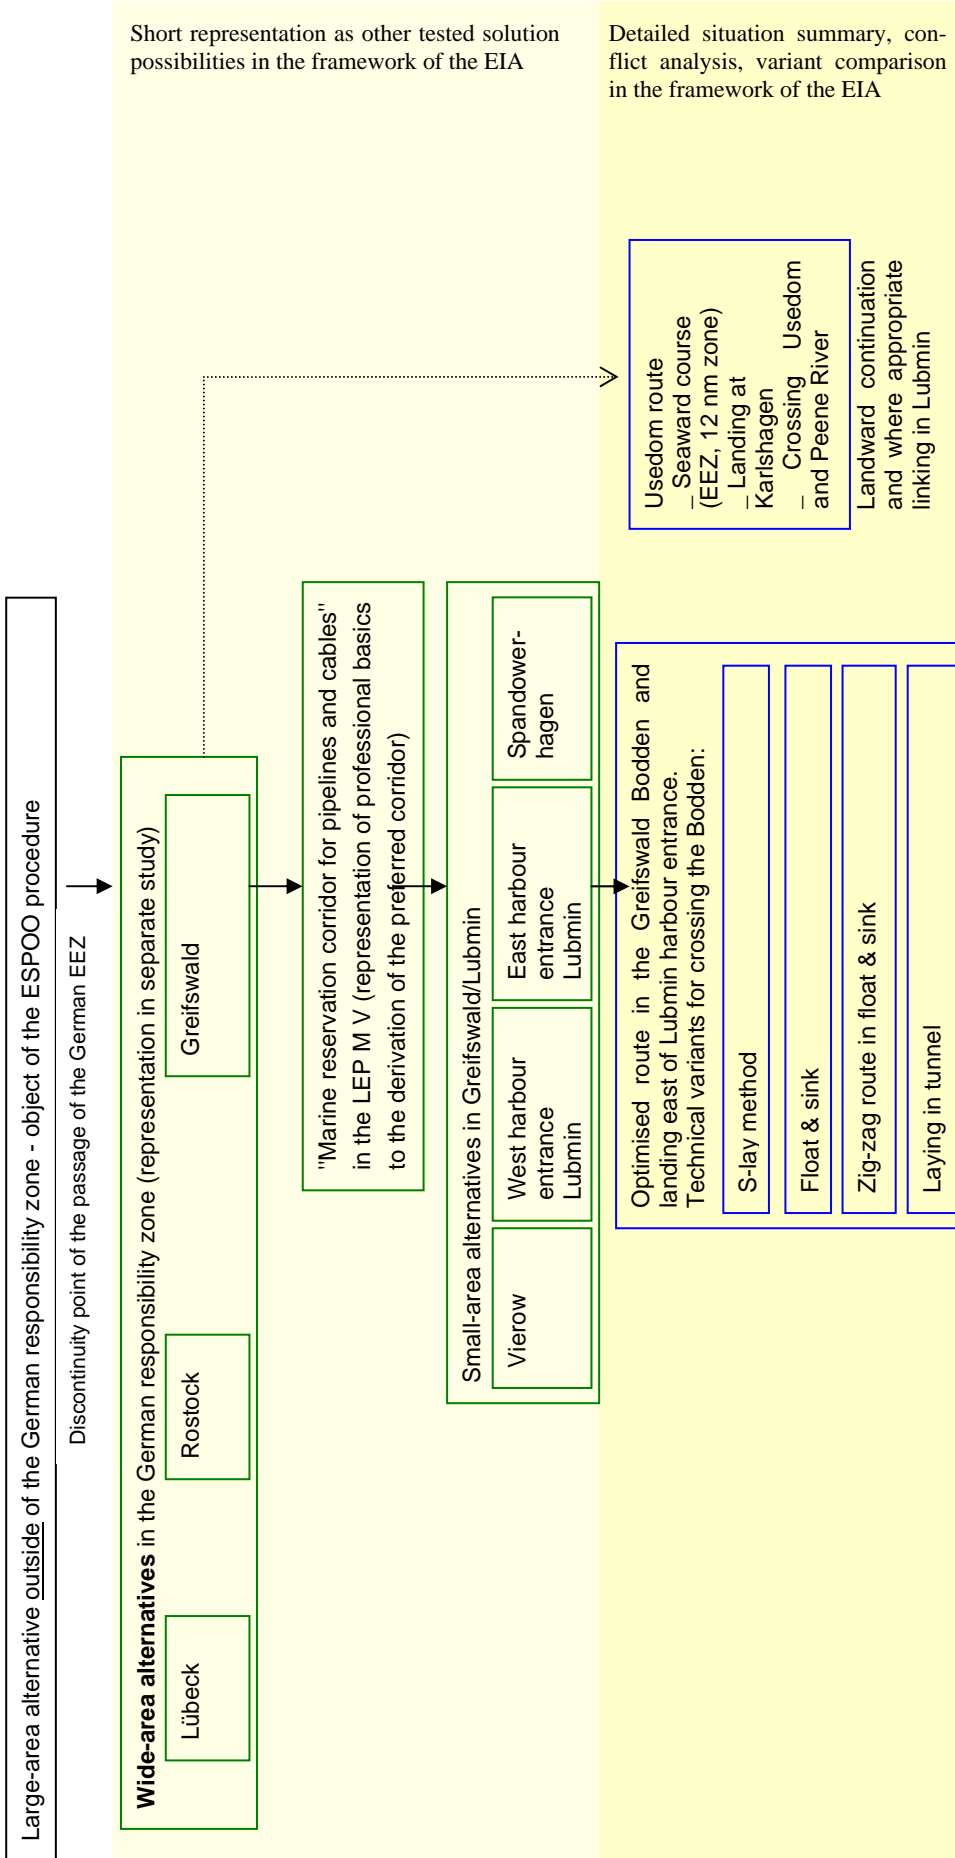 Short representation as other tested solution
possibilities in the framework of the EIA
Detailed situation summary, con-
flict analysis, variant comparison
in the framework of the EIA
Large-area alternative outside of the German responsibility zone - object of the ESPOO procedure
Discontinuity point of the passage of the German EEZ
Wide-area alternatives in the German responsibility zone (representation in separate study)
Lübeck
Rostock
Greifswald
"Marine reservation corridor for pipelines and cables"
in the LEP M V (representation of professional basics
to the derivation of the preferred corridor)
Small-area alternatives in Greifswald/Lubmin
Vierow
West harbour
entrance
Lubmin
East harbour
entrance
Lubmin
Spandower-
hagen
Optimised route in the Greifswald Bodden and
landing east of Lubmin harbour entrance.
Technical variants for crossing the Bodden:
S-lay method
Float & sink
Zig-zag route in float & sink
Laying in tunnel
Usedom route
– Seaward course
(EEZ, 12 nm zone)
– Landing at
Karlshagen
– Crossing Usedom
and Peene River
Landward continuation
and where appropriate
linking in Lubmin